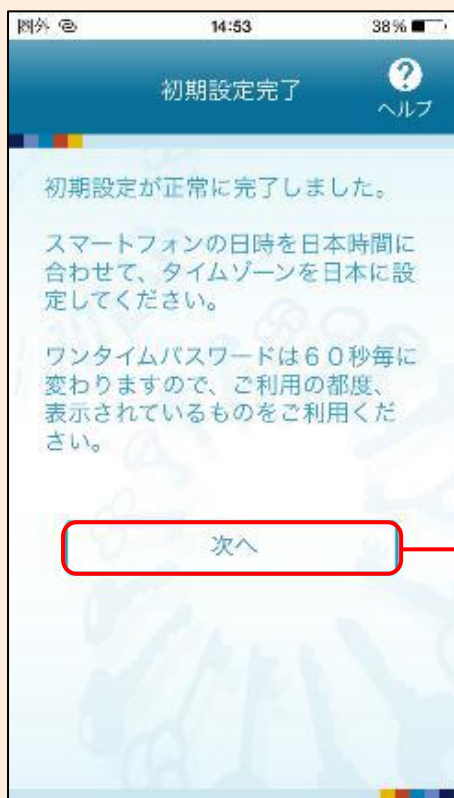 圏外 14:53 38%
初期設定完了
?
ヘルプ
初期設定が正常に完了しました。
スマートフォンの日時を日本時間に
合わせて、タイムゾーンを日本に設
定してください。
ワンタイムパスワードは60秒毎に
変わりますので、ご利用の都度、
表示されているものをご利用くだ
さい。
次へ